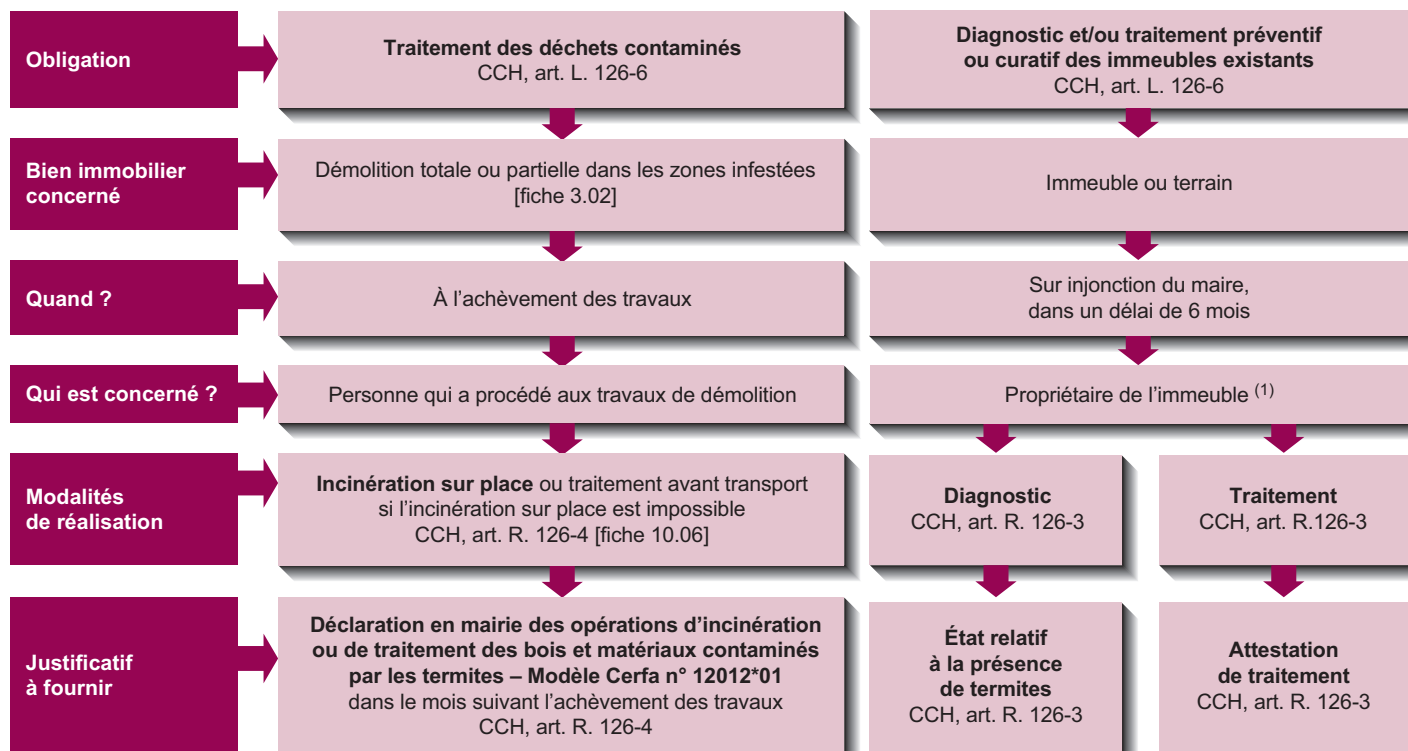 Obligation
Traitement des déchets contaminés
CCH, art. L. 126-6
Diagnostic et/ou traitement préventif
ou curatif des immeubles existants
CCH, art. L. 126-6
Bien immobilier
concerné
Démolition totale ou partielle dans les zones infestées
[fiche 3.02]
Immeuble ou terrain
Quand ?
À l’achèvement des travaux
Sur injonction du maire,
dans un délai de 6 mois
Qui est concerné ?
Personne qui a procédé aux travaux de démolition
Propriétaire de l’immeuble (1)
Modalités
de réalisation
Incinération sur place ou traitement avant transport
si l’incinération sur place est impossible
CCH, art. R. 126-4 [fiche 10.06]
Diagnostic
CCH, art. R. 126-3
Traitement
CCH, art. R.126-3
Justificatif
à fournir
Déclaration en mairie des opérations d’incinération
ou de traitement des bois et matériaux contaminés
par les termites – Modèle Cerfa n° 12012*01
dans le mois suivant l’achèvement des travaux
CCH, art. R. 126-4
État relatif
à la présence
de termites
CCH, art. R. 126-3
Attestation
de traitement
CCH, art. R. 126-3